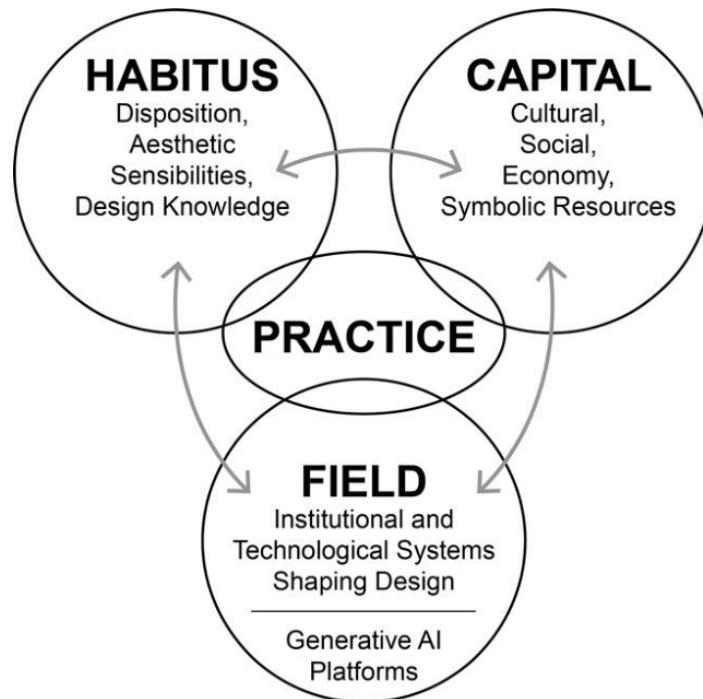 HABITUS
Disposition,
Aesthetic
Sensibilities,
Design Knowledge
CAPITAL
Cultural,
Social,
Economy,
Symbolic Resources
PRACTICE
FIELD
Institutional and
Technological Systems
Shaping Design
Generative AI
Platforms